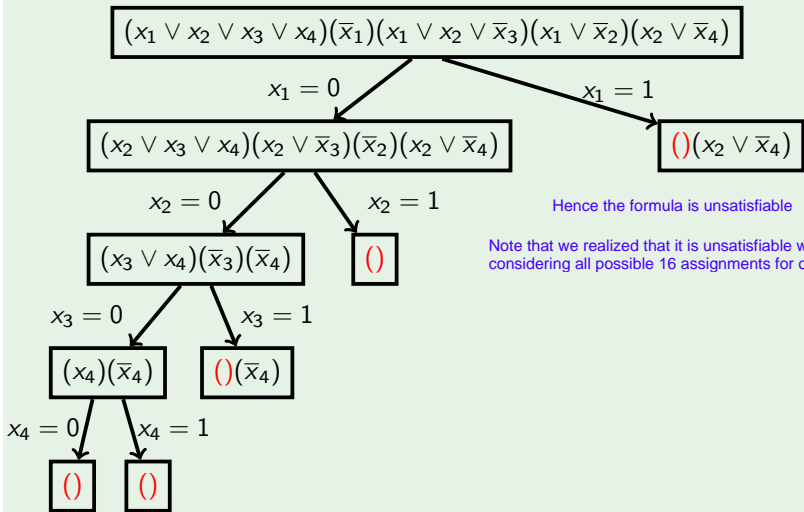 (x₁ ∨ x₂ ∨ x₃ ∨ x₄)(x̅₁)(x₁ ∨ x₂ ∨ x̅₃)(x₁ ∨ x̅₂)(x₂ ∨ x̅₄)
x₁ = 0
x₁ = 1
(x₂ ∨ x₃ ∨ x₄)(x₂ ∨ x̅₃)(x̅₂)(x₂ ∨ x̅₄)
()(x₂ ∨ x̅₄)
x₂ = 0
x₂ = 1
Hence the formula is unsatisfiable
(x₃ ∨ x₄)(x̅₃)(x̅₄)
()
Note that we realized that it is unsatisfiable
considering all possible 16 assignments for
x₃ = 0
x₃ = 1
(x₄)(x̅₄)
()(x̅₄)
x₄ = 0
x₄ = 1
()
()